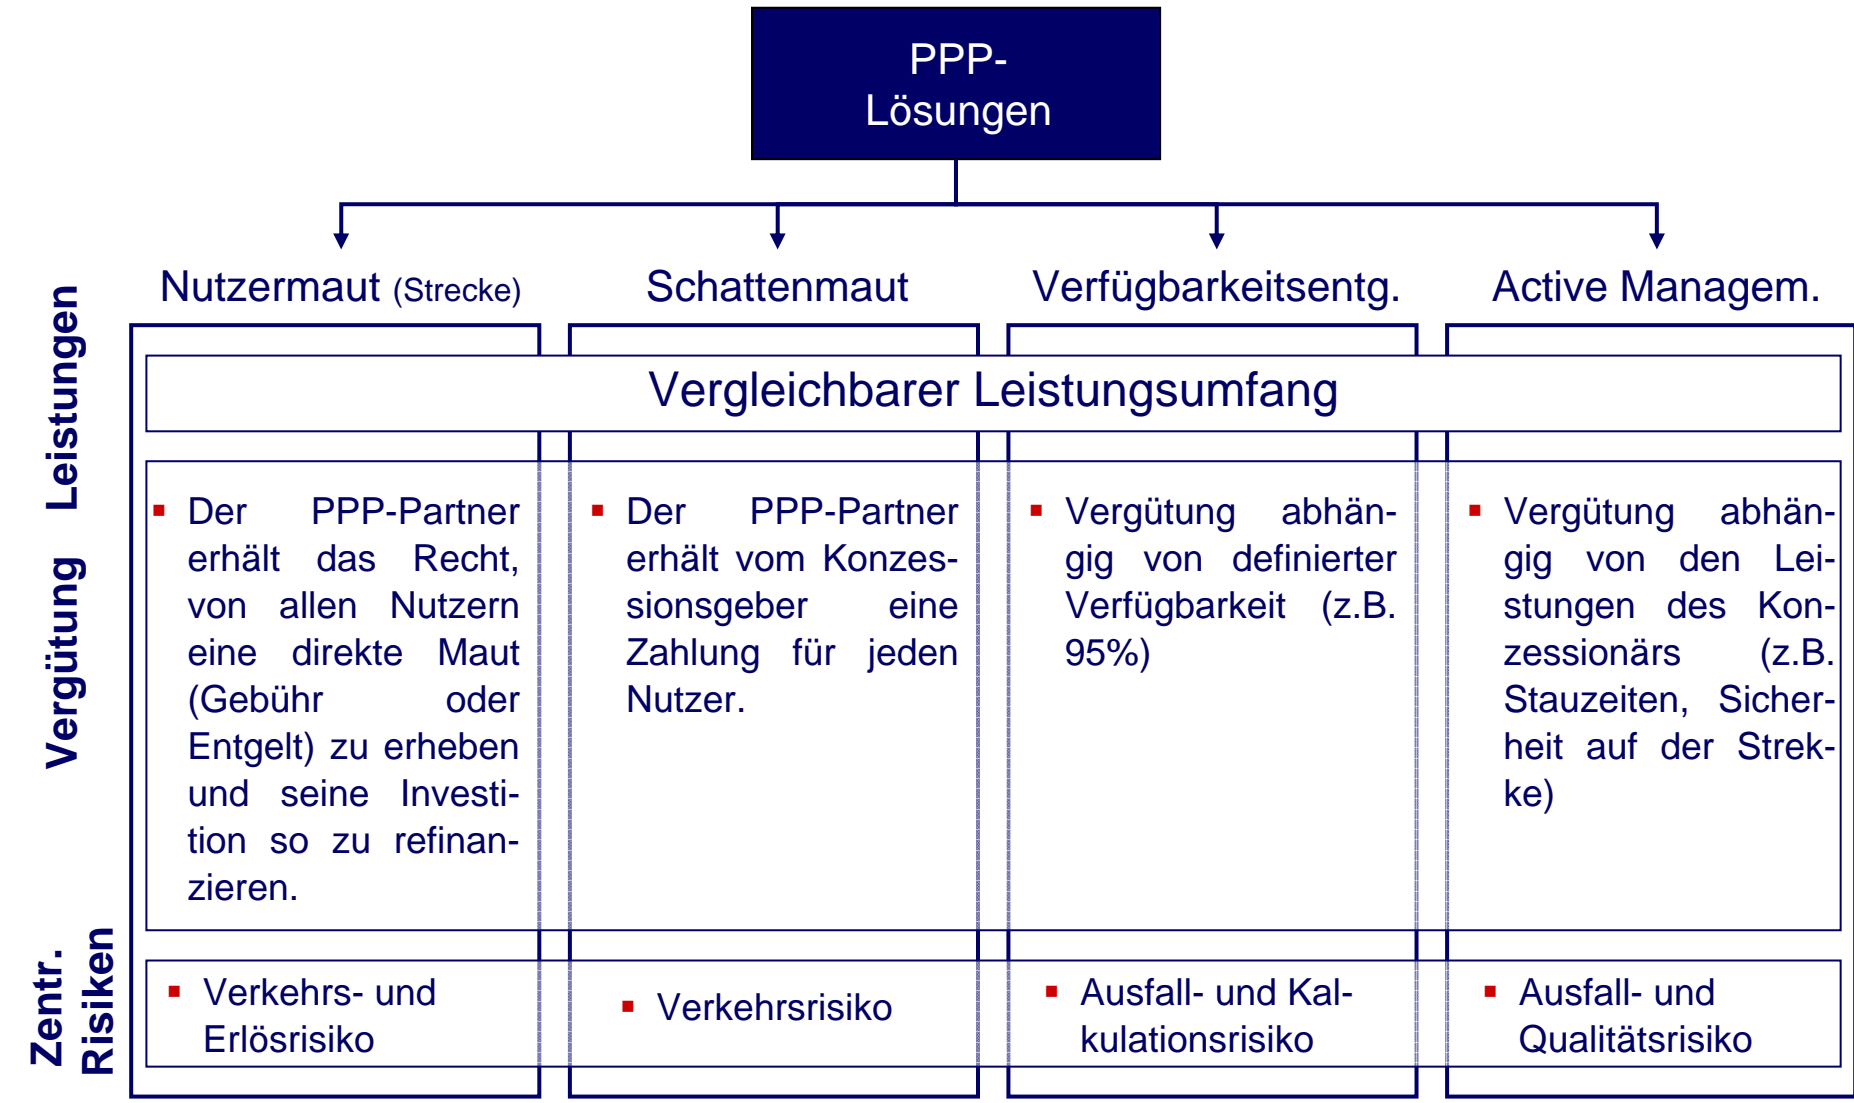 PPP-
Lösungen
Nutzermaut (Strecke)
Schattenmaut
Verfügbarkeitsentg.
Active Managem.
Leistungen
Vergleichbarer Leistungsumfang
Vergütung
▪ Der PPP-Partner
erhält das Recht,
von allen Nutzern
eine direkte Maut
(Gebühr oder
Entgelt) zu erheben
und seine Investi-
tion so zu refinan-
zieren.
▪ Der PPP-Partner
erhält vom Konzes-
sionsgeber eine
Zahlung für jeden
Nutzer.
▪ Vergütung abhän-
gig von definierter
Verfügbarkeit (z.B.
95%)
▪ Vergütung abhän-
gig von den Lei-
stungen des Kon-
zessionärs (z.B.
Stauzeiten, Sicher-
heit auf der Strek-
ke)
Zentr.
Risiken
▪ Verkehrs- und
Erlösrisiko
▪ Verkehrsrisiko
▪ Ausfall- und Kal-
kulationsrisiko
▪ Ausfall- und
Qualitätsrisiko